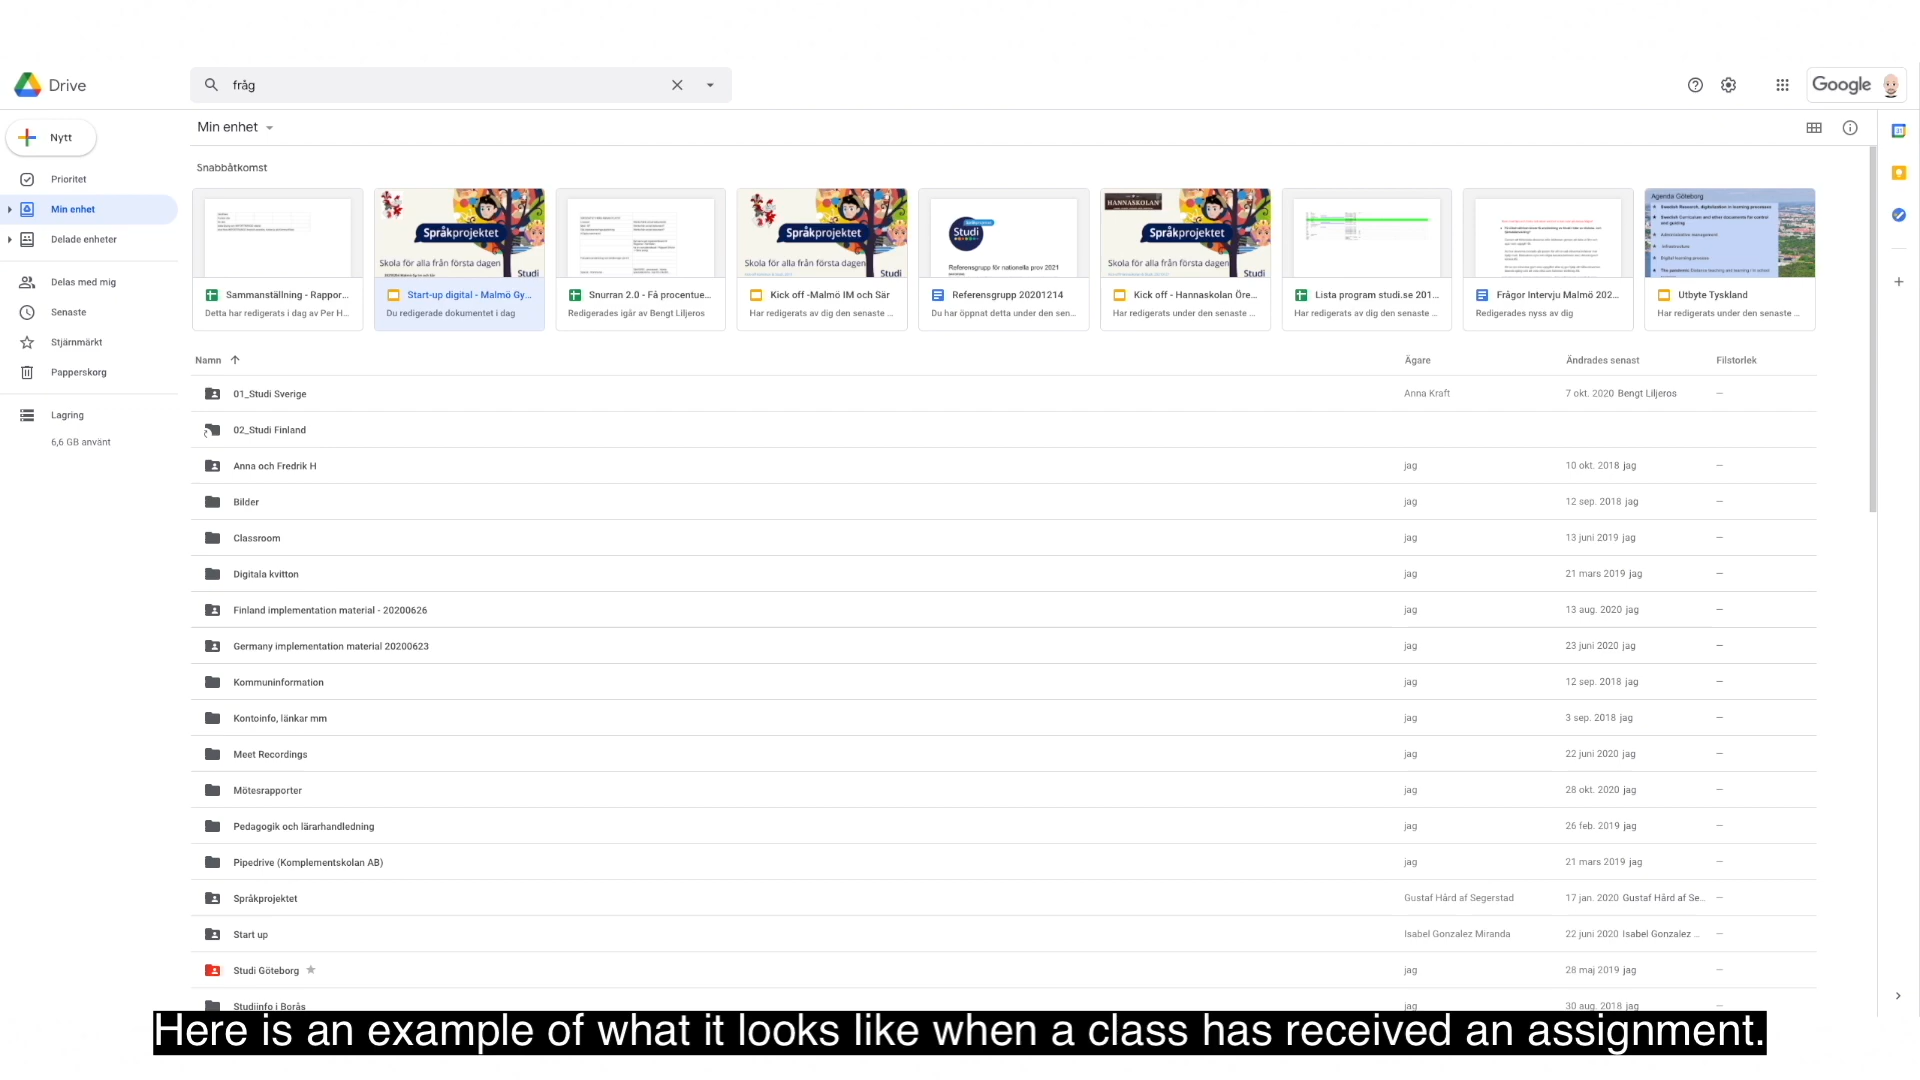 Drive
fråg
Google
Nytt
Min enhet
Prioritet
Min enhet
Delade enheter
Delas med mig
Senaste
Stjärnmärkt
Papperskorg
Lagring
6,6 GB använt
Snabbåtkomst
Språkprojektet
Skola för alla från första dagen
Studi
Språkprojektet
Skola för alla från första dagen
Studi
Studi
Referensgrupp för nationella prov 2021
HANNASKOLAN
Språkprojektet
Skola för alla från första dagen
Studi
Agenda Göteborg
Sammanställning - Rappor...
Detta har redigerats i dag av Per H...
Start-up digital - Malmö Gy...
Du redigerade dokumentet i dag
Snurran 2.0 - Få procentue...
Redigerades igår av Bengt Liljeros
Kick off -Malmö IM och Sär
Har redigerats av dig den senaste ...
Referensgrupp 20201214
Du har öppnat detta under den sen...
Kick off - Hannaskolan Öre...
Har redigerats under den senaste ...
Lista program studi.se 201...
Har redigerats av dig den senaste ...
Frågor Intervju Malmö 202...
Redigerades nyss av dig
Utbyte Tyskland
Har redigerats under den senaste ...
Namn Ägare Ändrades senast Filstorlek
01_Studi Sverige Anna Kraft 7 okt. 2020 Bengt Liljeros —
02_Studi Finland
Anna och Fredrik H jag 10 okt. 2018 jag —
Bilder jag 12 sep. 2018 jag —
Classroom jag 13 juni 2019 jag —
Digitala kvitton jag 21 mars 2019 jag —
Finland implementation material - 20200626 jag 13 aug. 2020 jag —
Germany implementation material 20200623 jag 23 juni 2020 jag —
Kommuninformation jag 12 sep. 2018 jag —
Kontoinfo, länkar mm jag 3 sep. 2018 jag —
Meet Recordings jag 22 juni 2020 jag —
Mötesrapporter jag 28 okt. 2020 jag —
Pedagogik och lärarhandledning jag 26 feb. 2019 jag —
Pipedrive (Komplementskolan AB) jag 21 mars 2019 jag —
Språkprojektet Gustaf Hård af Segerstad 17 jan. 2020 Gustaf Hård af Se... —
Start up Isabel Gonzalez Miranda 22 juni 2020 Isabel Gonzalez ... —
Studi Göteborg jag 28 maj 2019 jag —
Studiinfo i Borås jag 30 aug. 2018 jag —
Here is an example of what it looks like when a class has received an assignment.